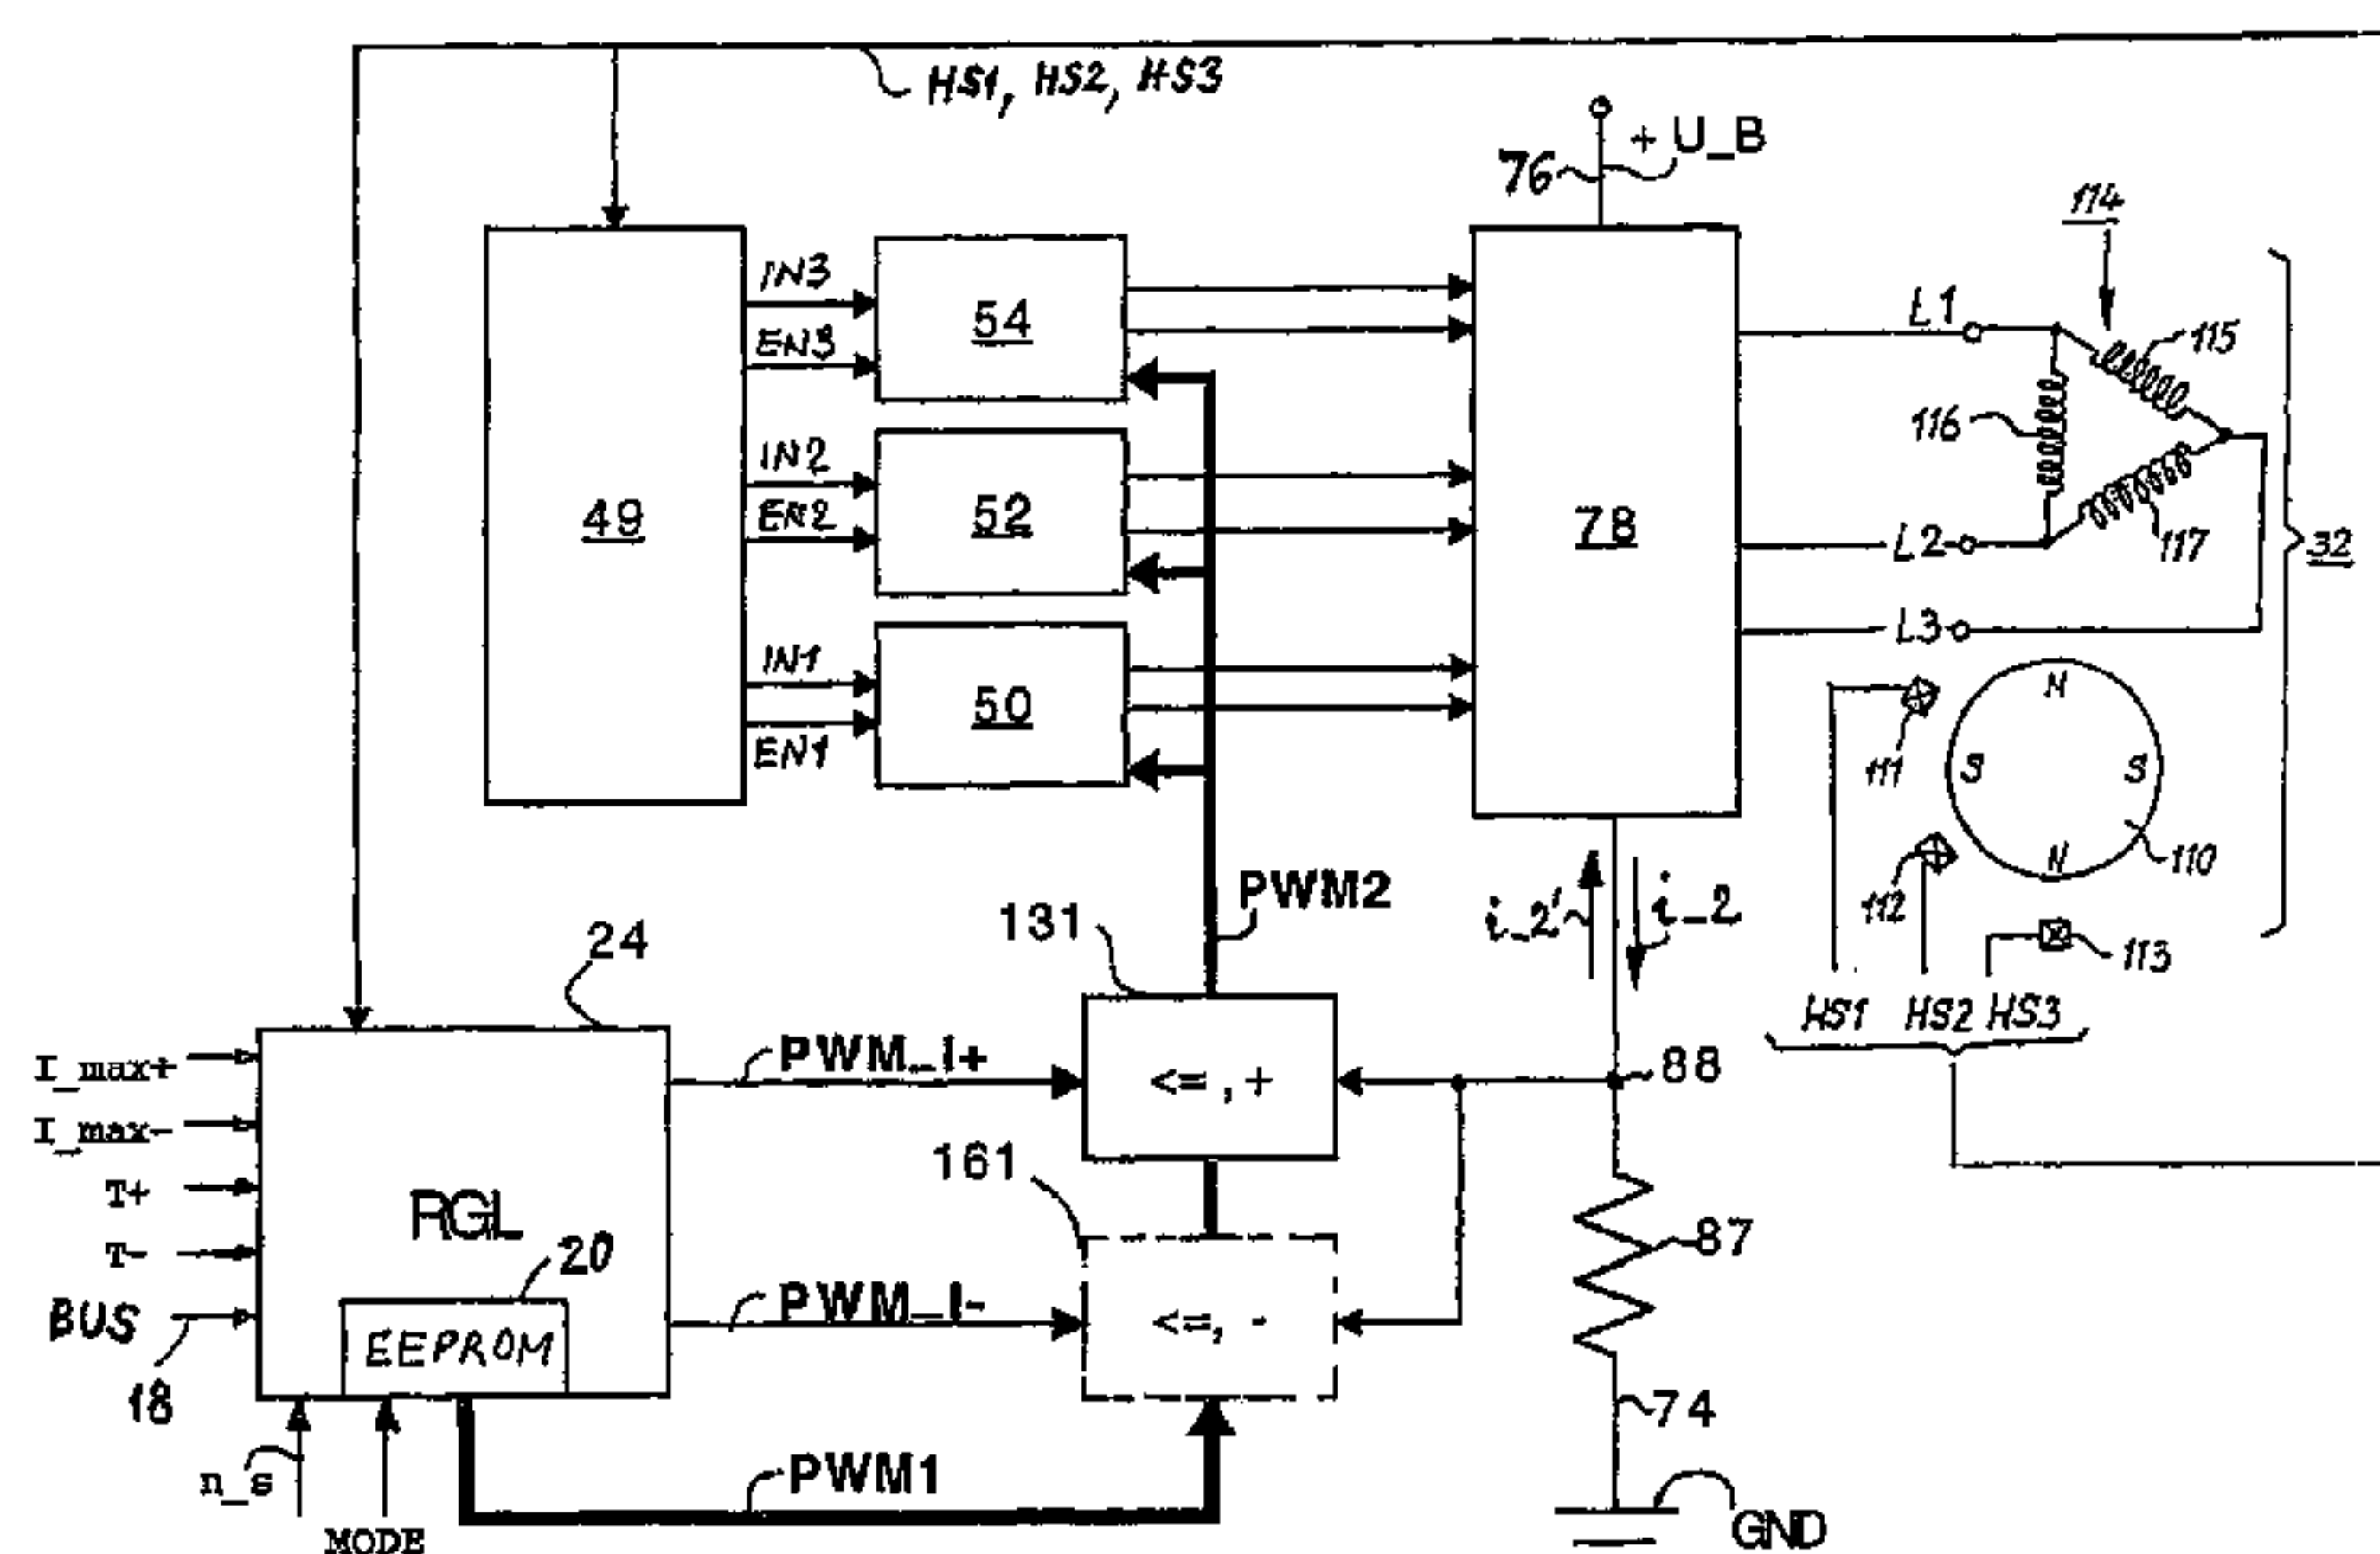 HS1, HS2, HS3
76
+ U_B
114
IN3
EN3
54
L1
115
116
IN2
EN2
49
52
78
L2
117
32
IN1
EN1
50
L3
N
S
S
N
111
110
112
113
PWM2
i_2'
i_2
131
24
HS1 HS2 HS3
I_max+
PWM_I+
<= , +
88
I_max-
161
T+
RGL
87
T-
20
BUS
PWM_I-
<=, -
EEPROM
18
74
n_s
PWM1
MODE
GND